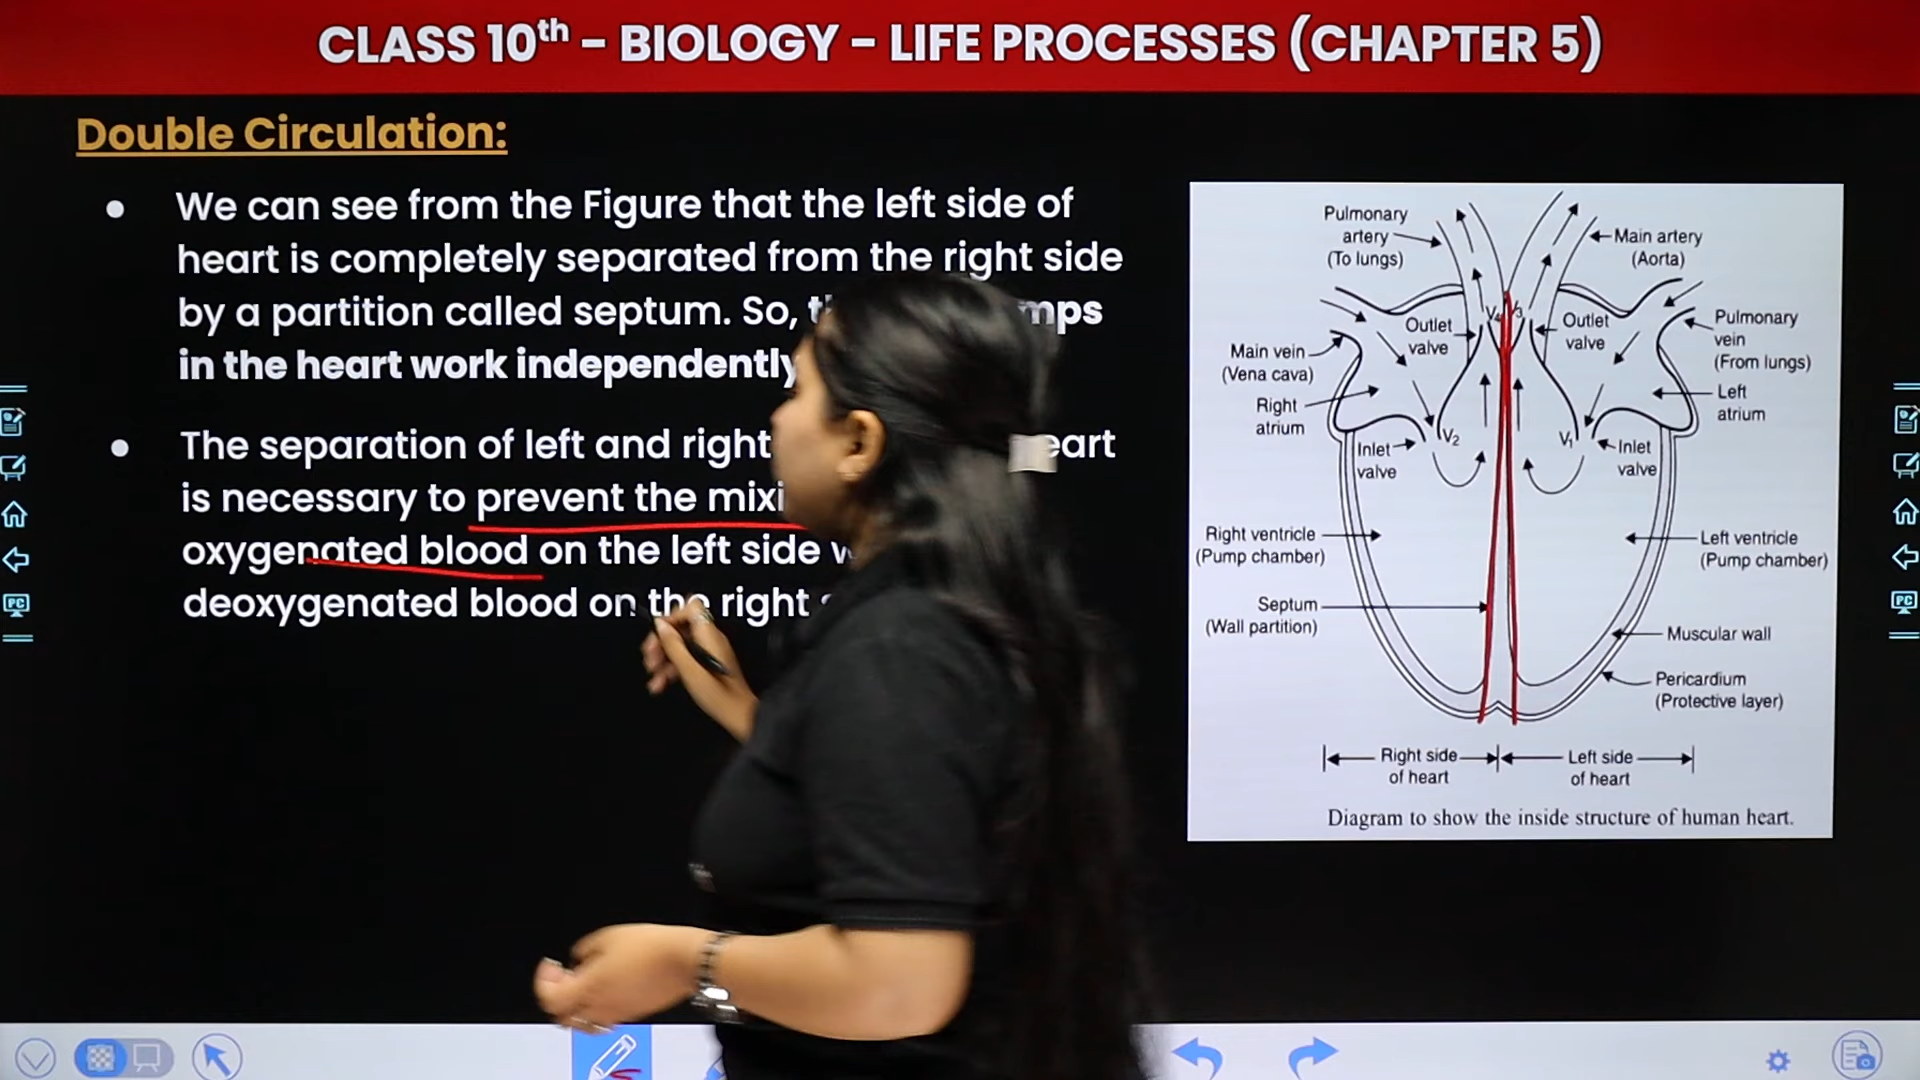 CLASS 10th – BIOLOGY – LIFE PROCESSES (CHAPTER 5)
Double Circulation:
• We can see from the Figure that the left side of
heart is completely separated from the right side
by a partition called septum. So,
in the heart work independently
• The separation of left and right
is necessary to prevent the
oxygenated blood on the left side
deoxygenated blood on the right
Pulmonary
artery
(To lungs)
Main artery
(Aorta)
Outlet
valve
V3
Outlet
valve
Pulmonary
vein
(From lungs)
Main vein
(Vena cava)
Right
atrium
Left
atrium
Inlet
valve
V2
V1
Inlet
valve
Right ventricle
(Pump chamber)
Left ventricle
(Pump chamber)
Septum
(Wall partition)
Muscular wall
Pericardium
(Protective layer)
Right side
of heart
Left side
of heart
Diagram to show the inside structure of human heart.
PC
PC